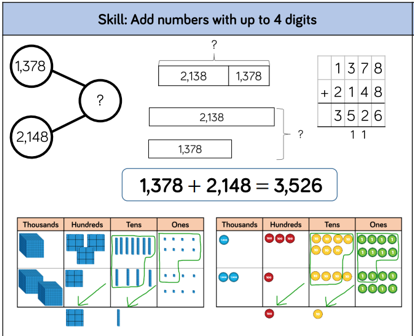 Skill: Add numbers with up to 4 digits
1,378
?
2,148
?
2,138 1,378
2,138
1,378
?
1 3 7 8
+ 2 1 4 8
3 5 2 6
1 1
1,378 + 2,148 = 3,526
Thousands Hundreds Tens Ones
Thousands Hundreds Tens Ones